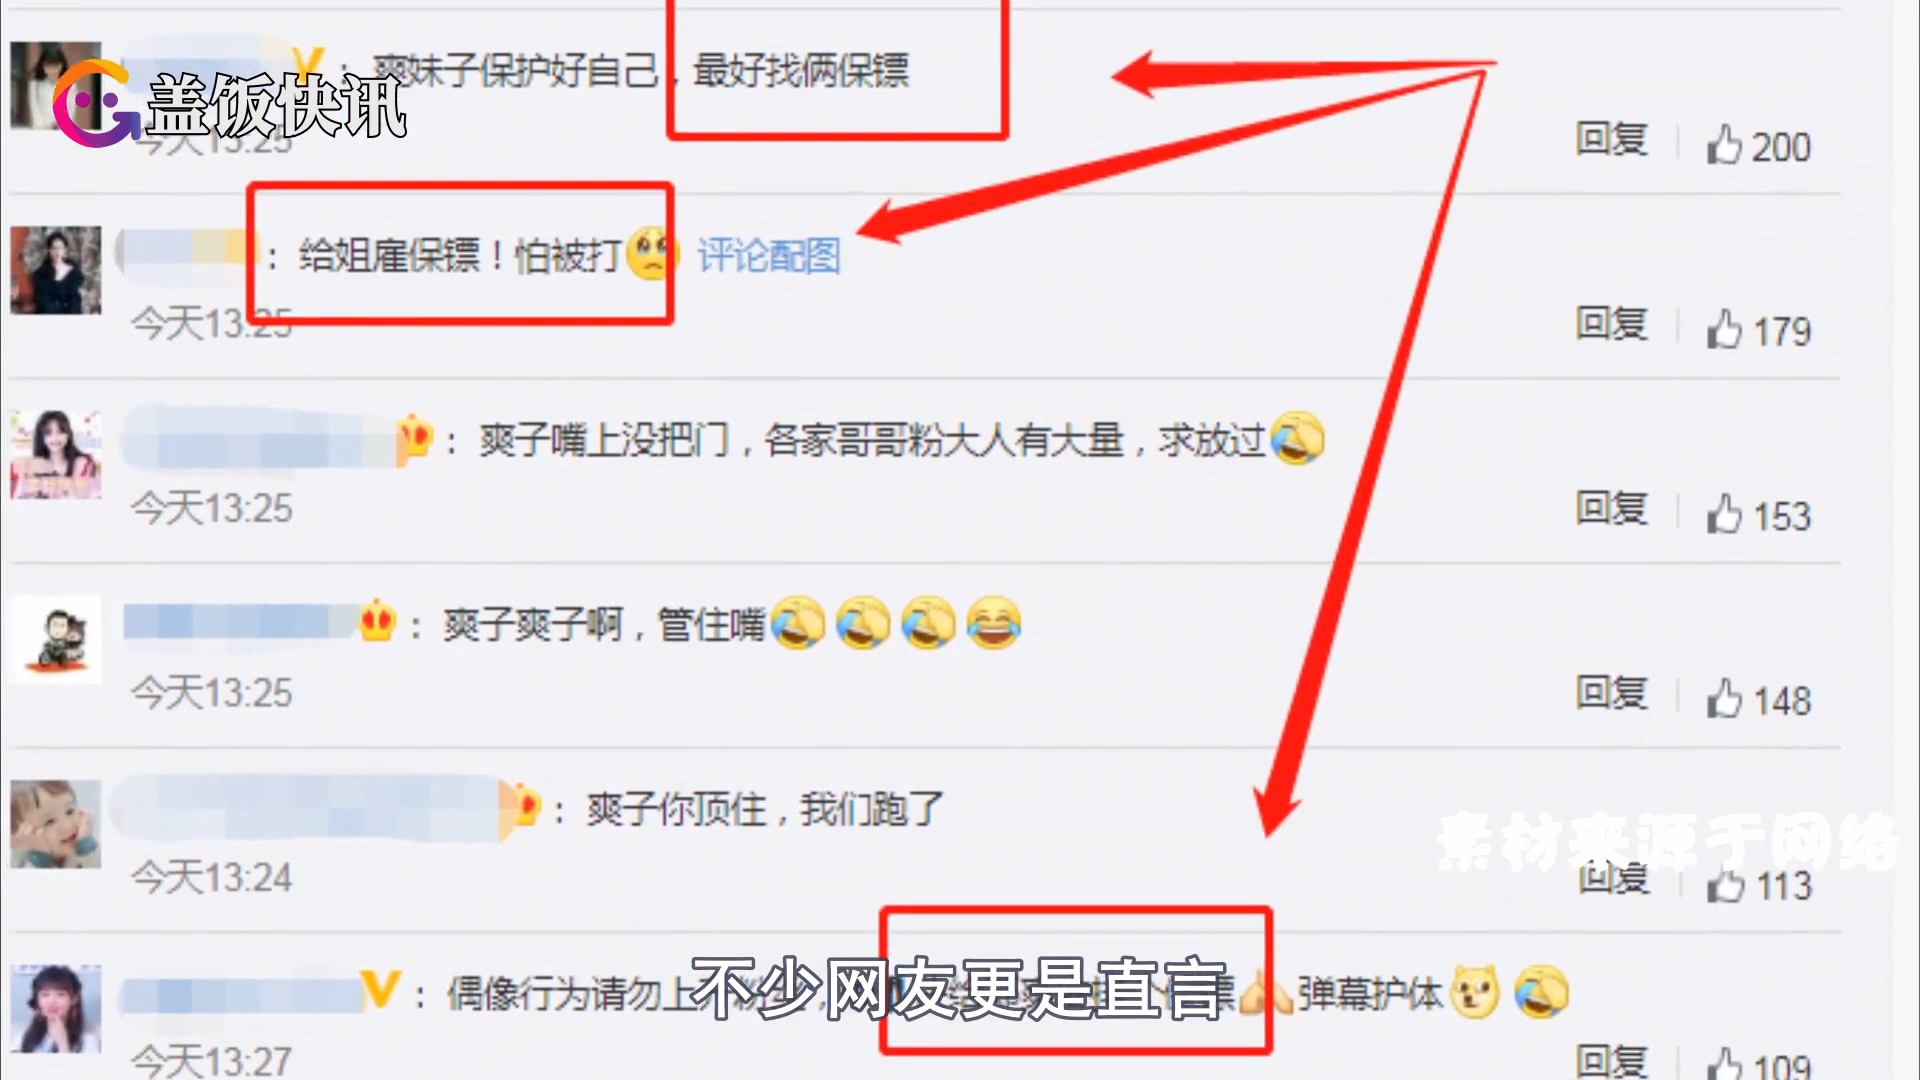 ：爽妹子保护好自己，最好找俩保镖
盖饭快讯
今天13:25
回复 200
：给姐雇保镖！怕被打 评论配图
今天13:25
回复 179
：爽子嘴上没把门，各家哥哥粉大人有大量，求放过
今天13:25
回复 153
：爽子爽子啊，管住嘴
今天13:25
回复 148
：爽子你顶住，我们跑了
今天13:24
素材来源于网络
回复 113
：偶像行为请勿上 弹幕护体
不少网友更是直言
今天13:27
回复 109